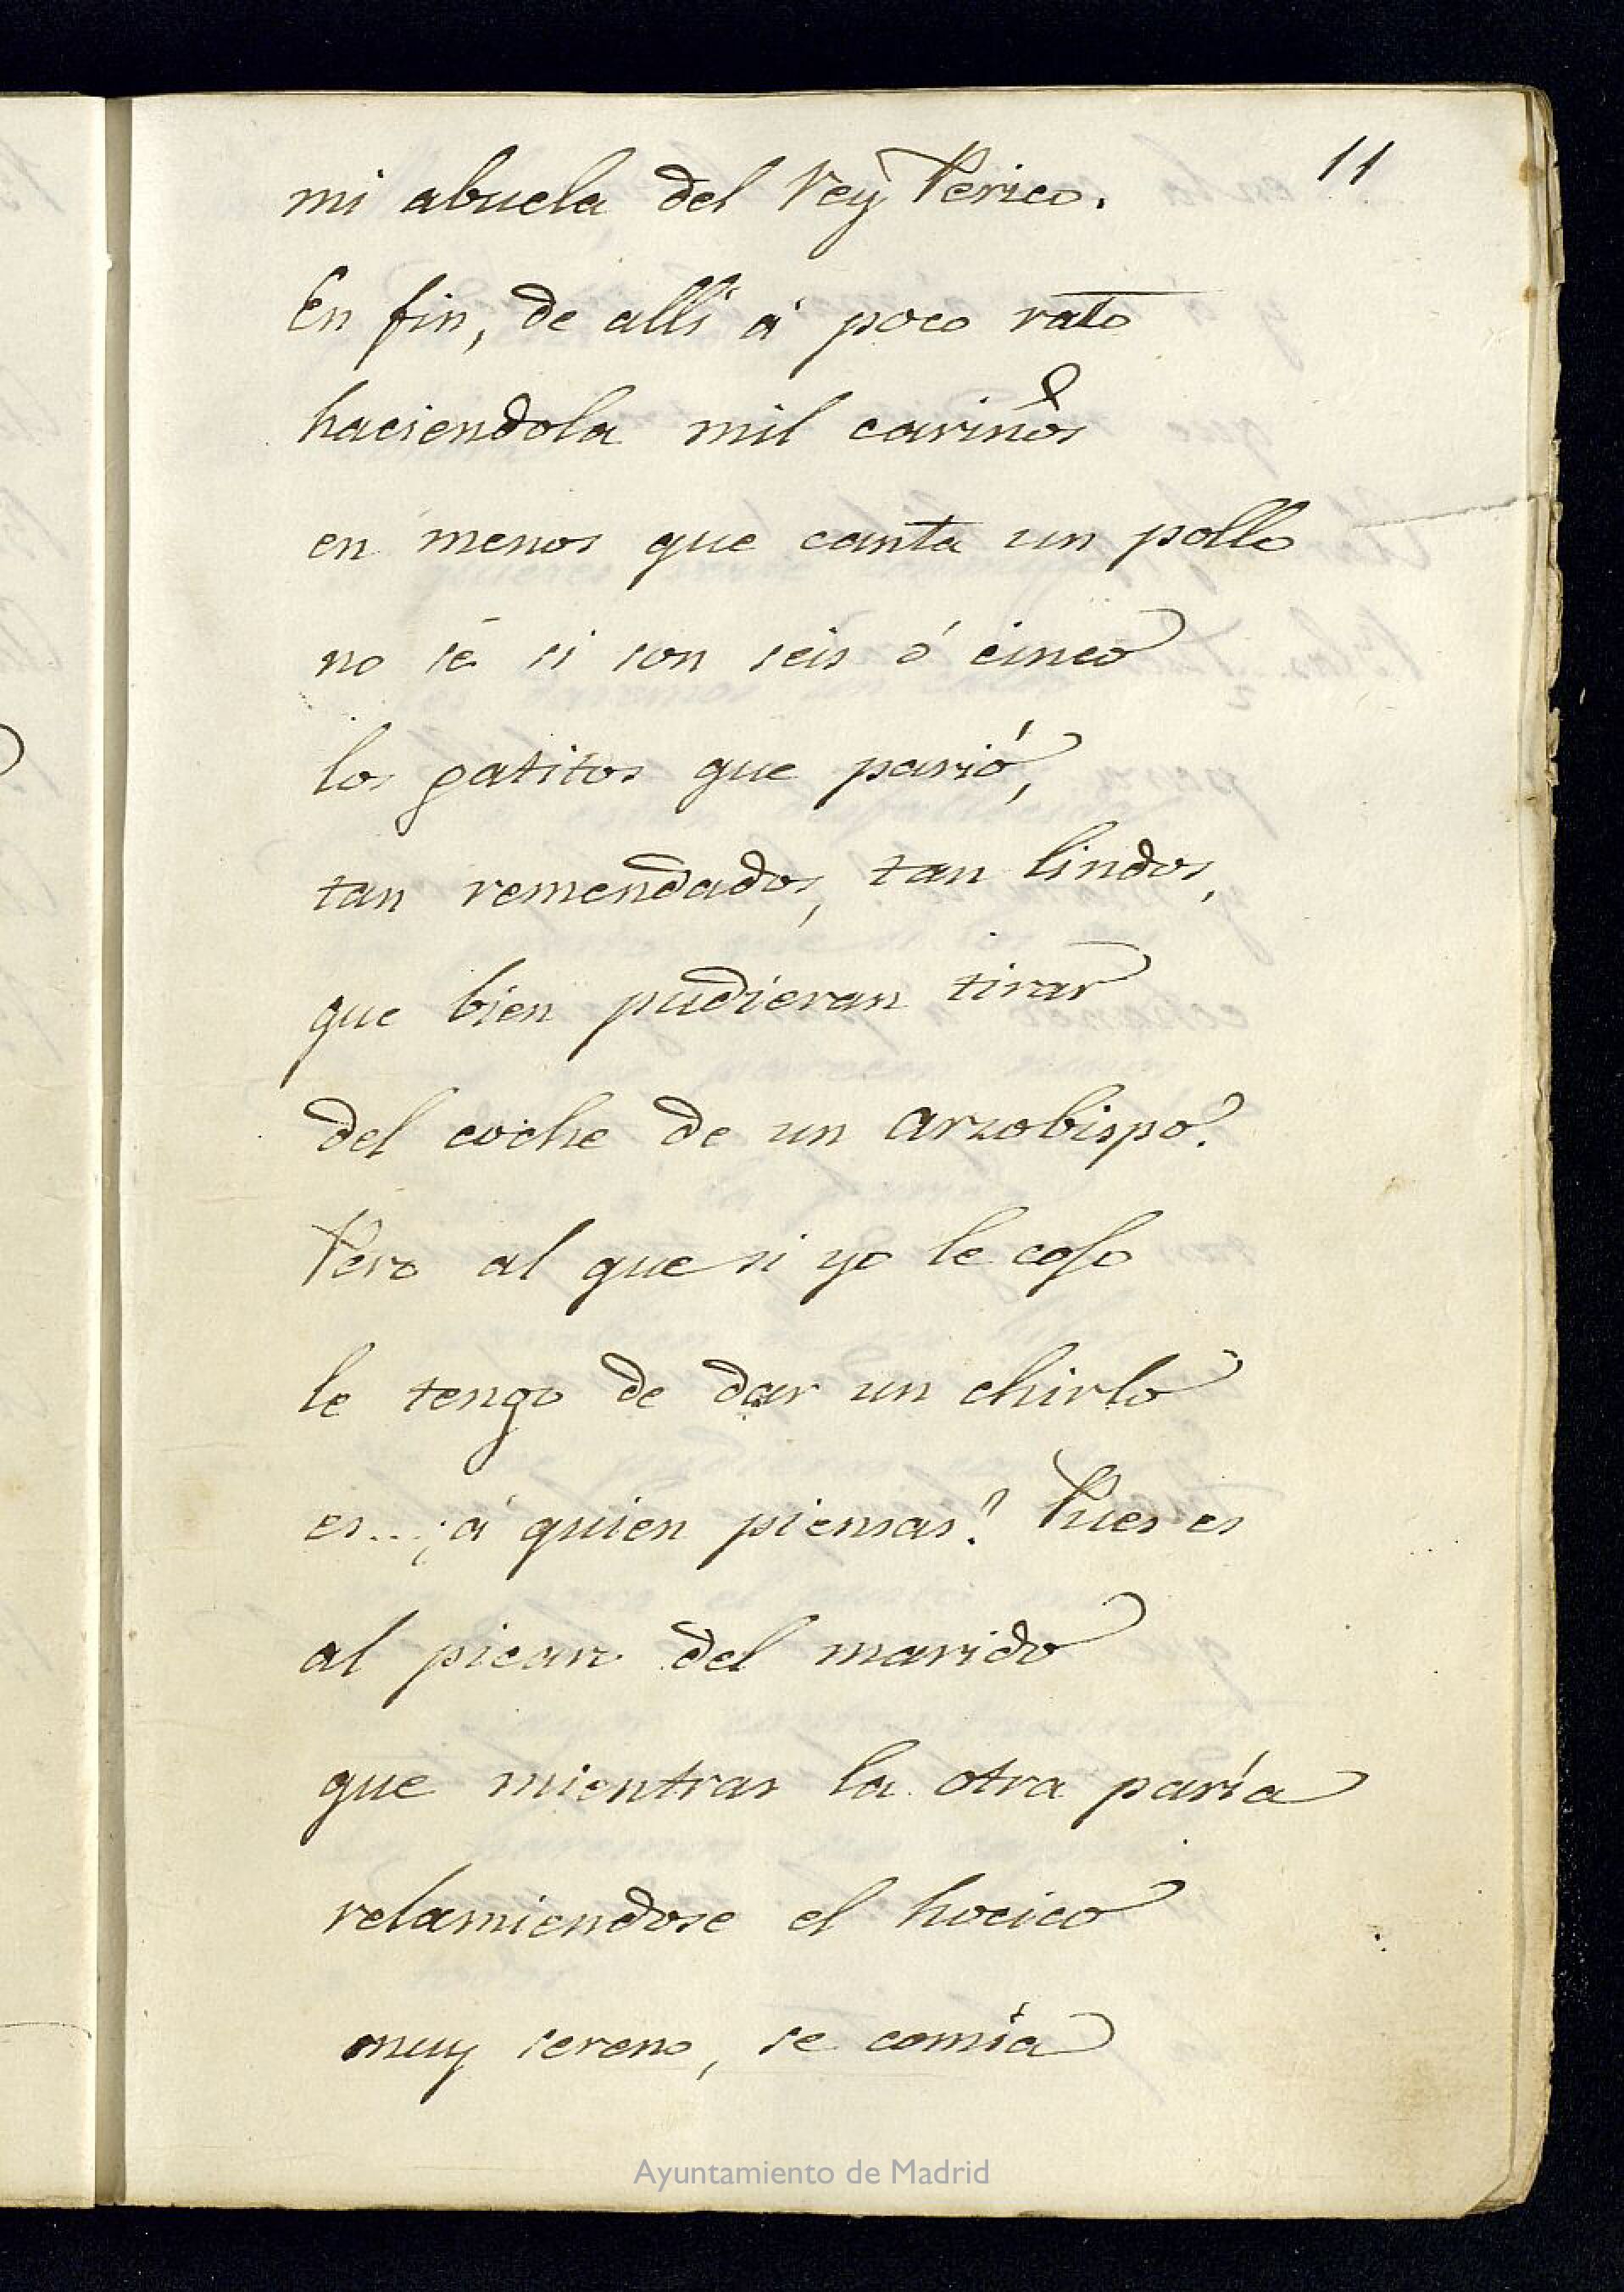 11
mi abuela del Rey Perico.
En fin, de allí á poco rato
haciendola mil cariños
en menos que canta un pollo
no sé si son seis ó cinco
los gatitos que parió,
tan remendados, tan lindos,
que bien pudieran tirar
del coche de un arzobispo.
Pero al que si yo le cojo
le tengo de dar un chirlo
es... ¿á quien piensas? Pues es
al picaro del marido
que mientras la otra paría
relamiendose el hocico
muy sereno, se comía
Ayuntamiento de Madrid